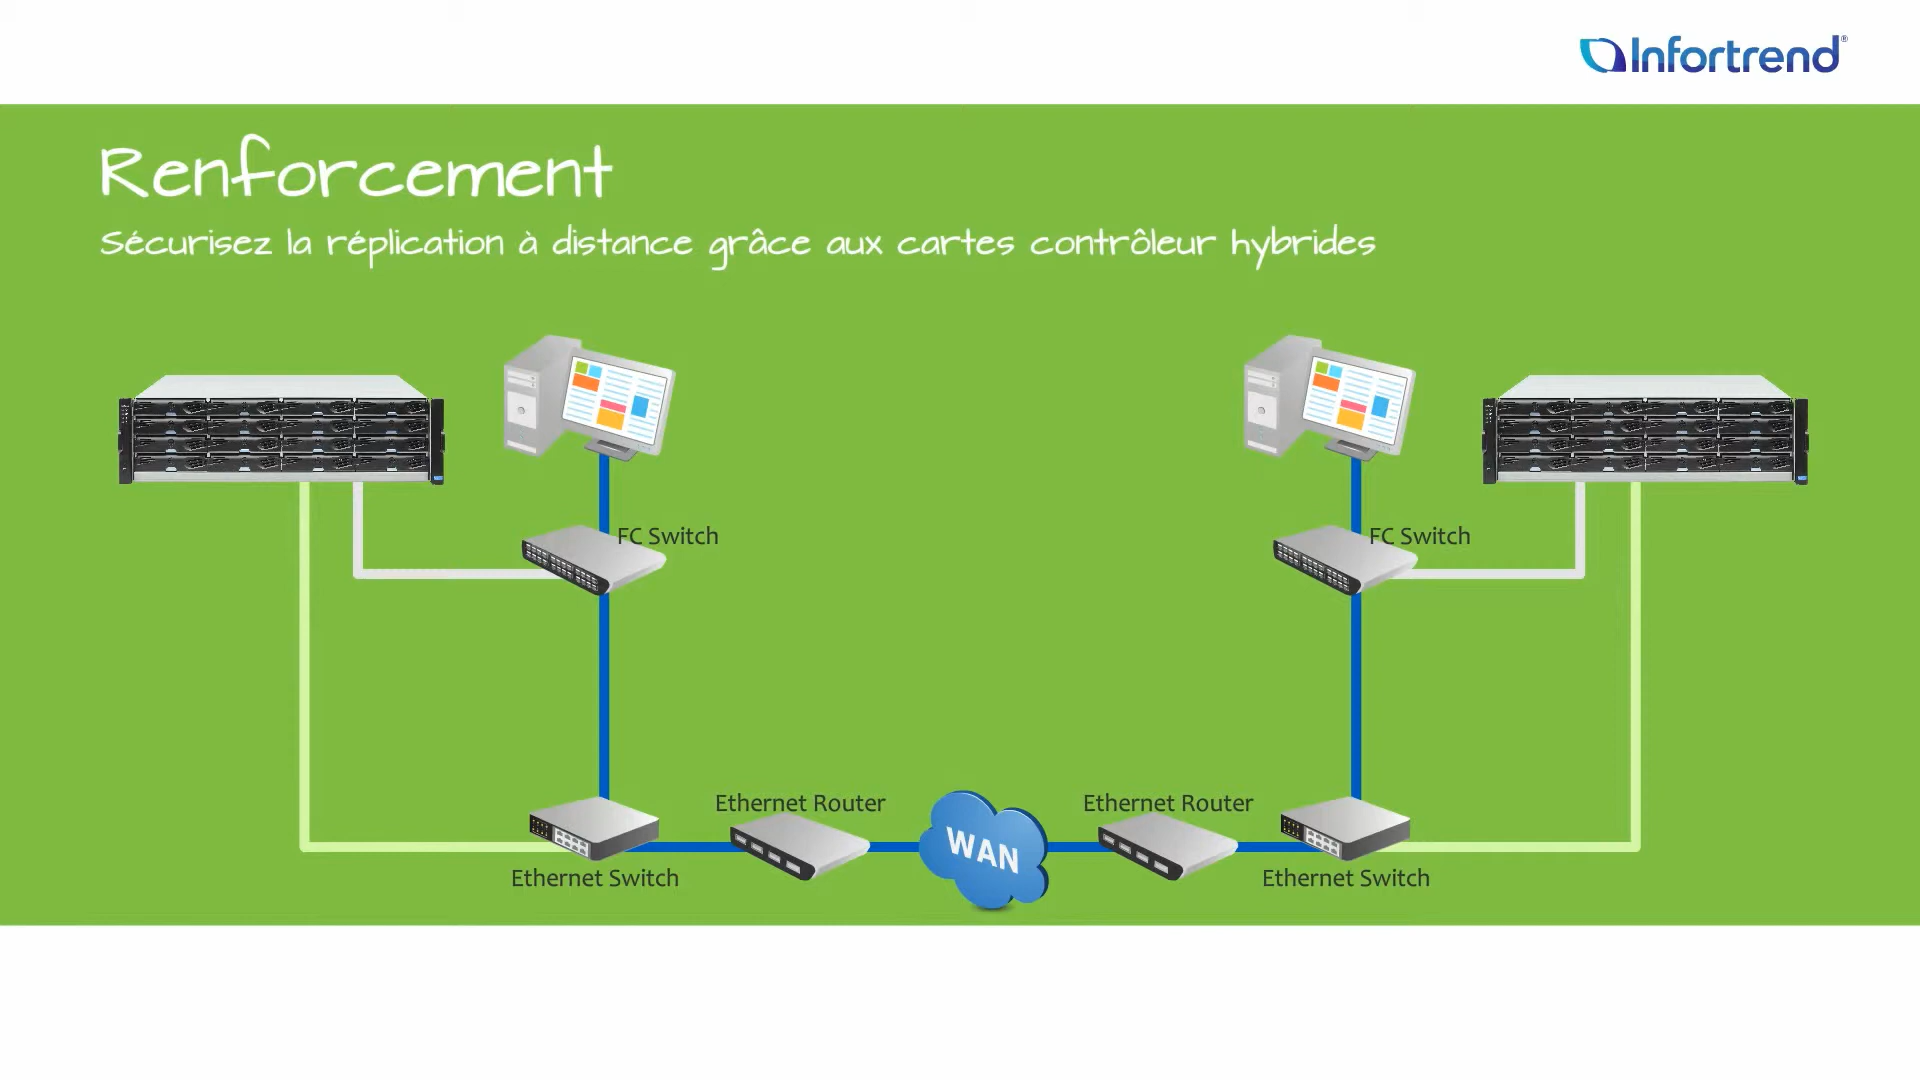 Infortrend®
Renforcement
Sécurisez la réplication à distance grâce aux cartes contrôleur hybrides
FC Switch
FC Switch
Ethernet Router
WAN
Ethernet Router
Ethernet Switch
Ethernet Switch